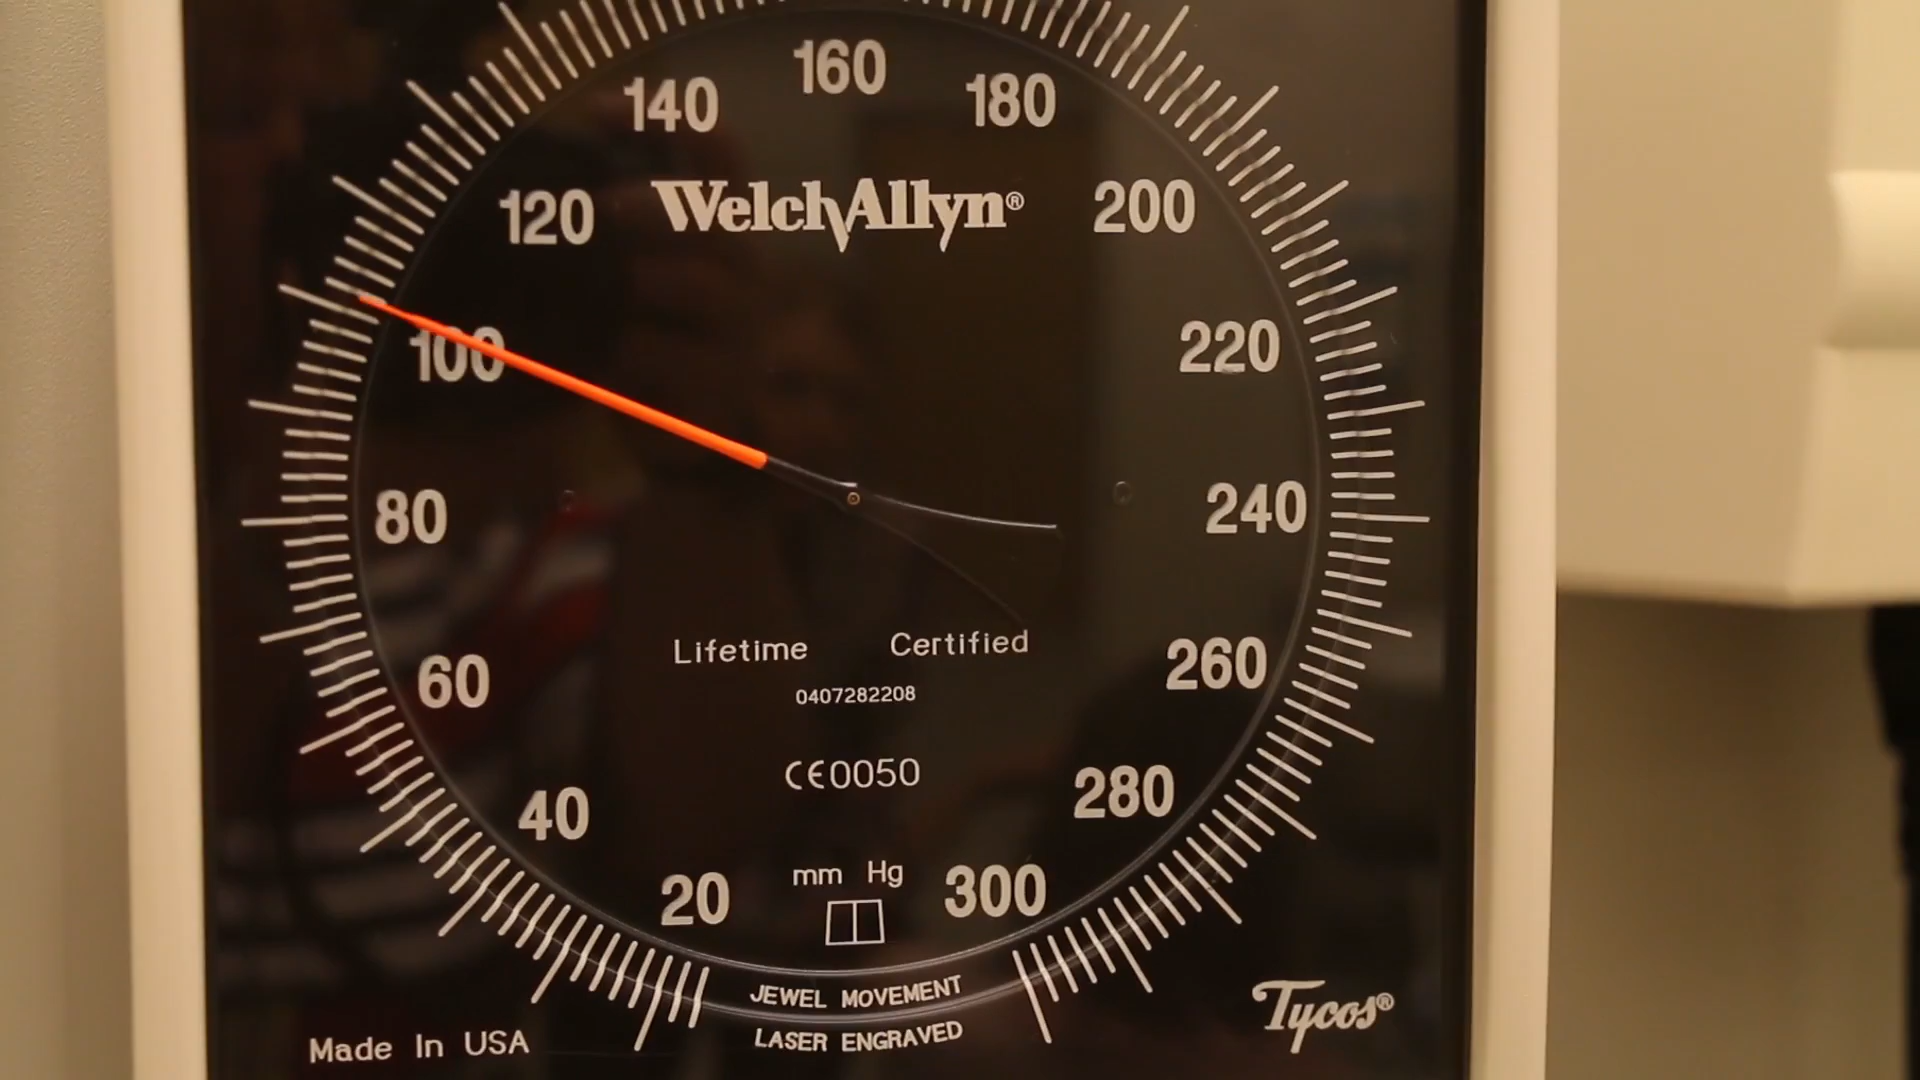 160
140
180
120
WelchAllyn®
200
100
220
80
240
Lifetime Certified
60
260
0407282208
CE0050
40
280
20
mm Hg
300
JEWEL MOVEMENT
LASER ENGRAVED
Tycos®
Made In USA